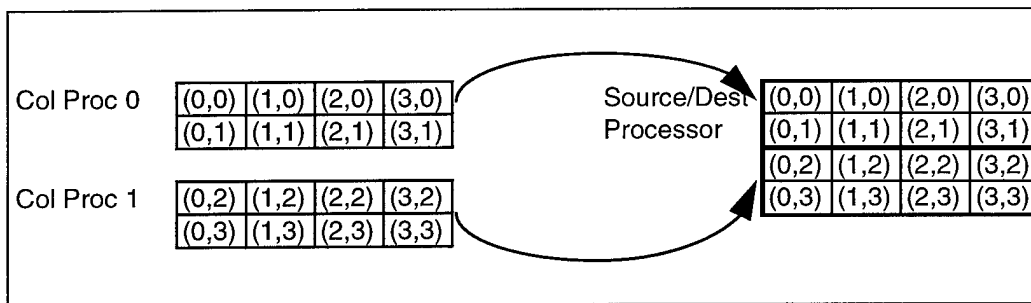 Col Proc 0
(0,0) (1,0) (2,0) (3,0)
(0,1) (1,1) (2,1) (3,1)
Col Proc 1
(0,2) (1,2) (2,2) (3,2)
(0,3) (1,3) (2,3) (3,3)
Source/Dest
Processor
(0,0) (1,0) (2,0) (3,0)
(0,1) (1,1) (2,1) (3,1)
(0,2) (1,2) (2,2) (3,2)
(0,3) (1,3) (2,3) (3,3)